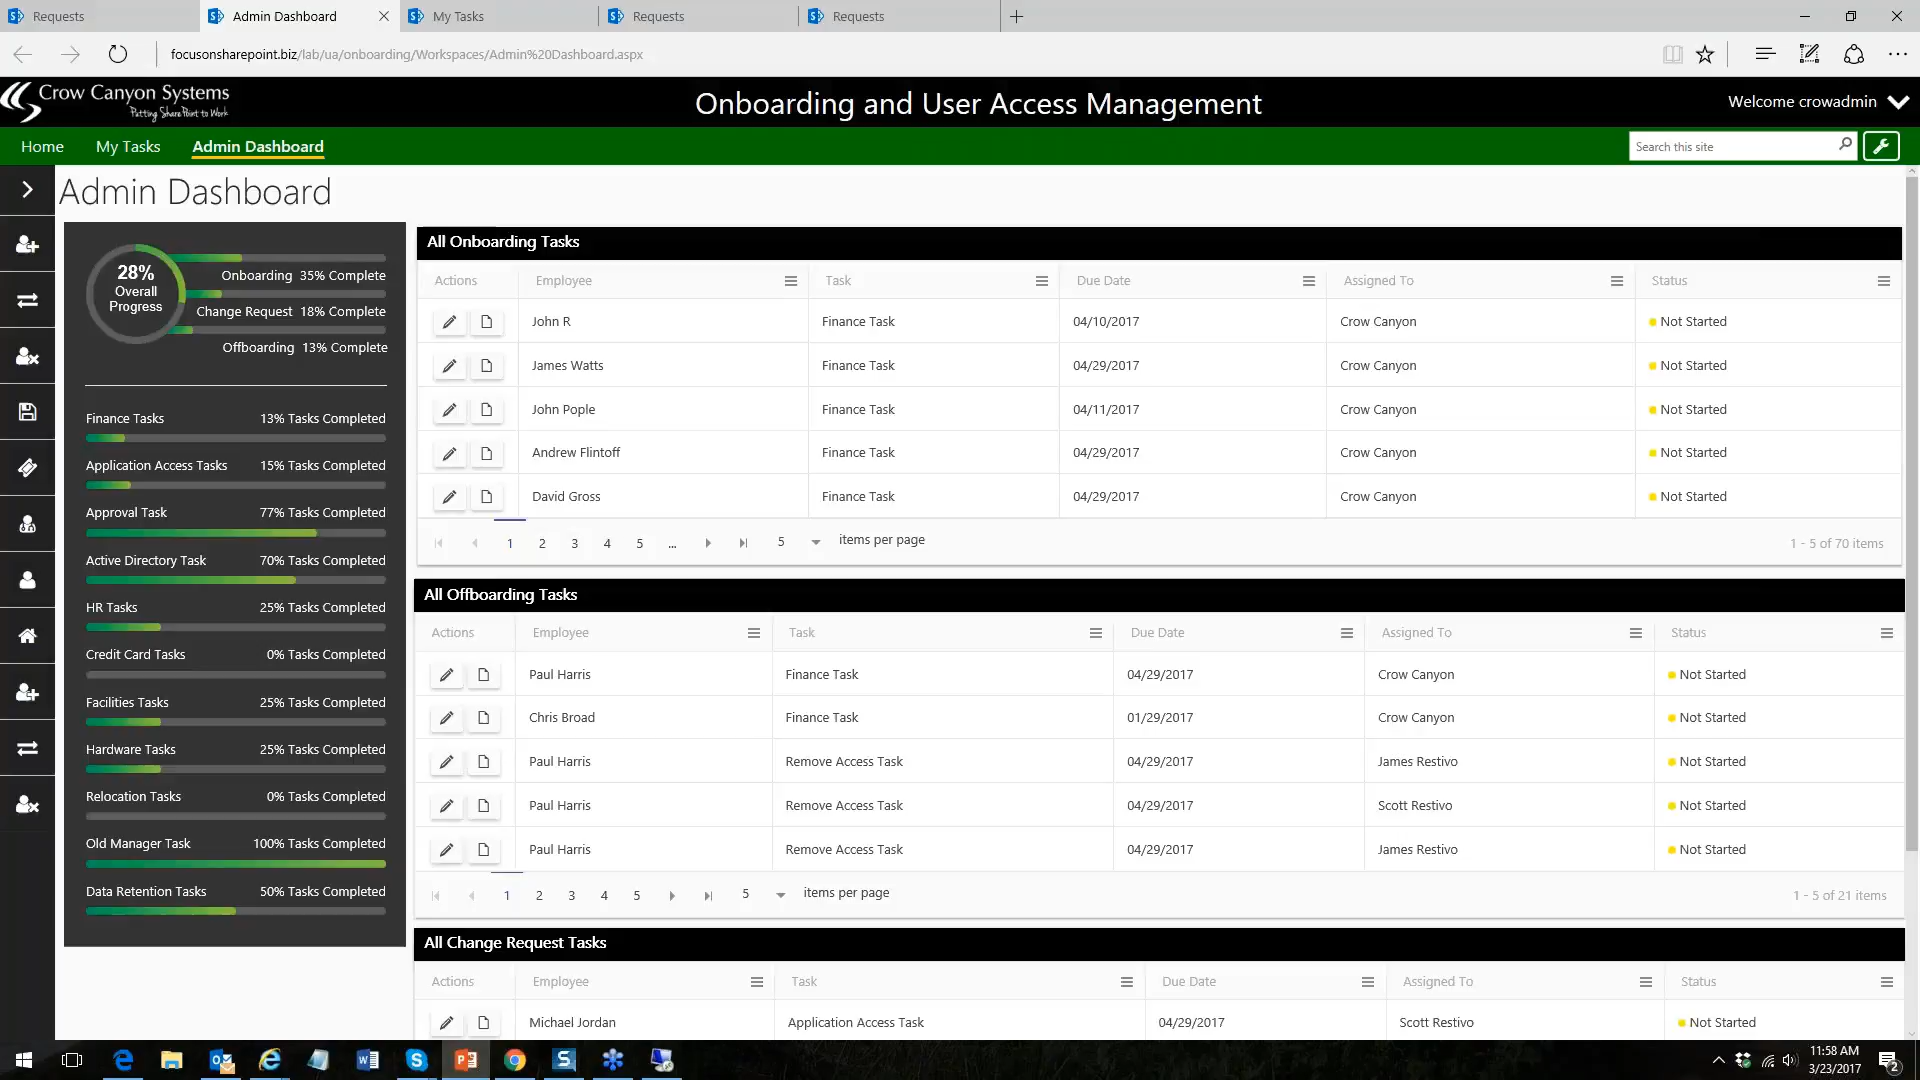 Requests
Admin Dashboard
My Tasks
Requests
Requests
focusonsharepoint.biz/lab/ua/onboarding/Workspaces/Admin%20Dashboard.aspx
Crow Canyon Systems
Putting SharePoint to Work
Onboarding and User Access Management
Welcome crowadmin
Home My Tasks Admin Dashboard
Search this site
Admin Dashboard
28%
Overall
Progress
Onboarding 35% Complete
Change Request 18% Complete
Offboarding 13% Complete
Finance Tasks 13% Tasks Completed
Application Access Tasks 15% Tasks Completed
Approval Task 77% Tasks Completed
Active Directory Task 70% Tasks Completed
HR Tasks 25% Tasks Completed
Credit Card Tasks 0% Tasks Completed
Facilities Tasks 25% Tasks Completed
Hardware Tasks 25% Tasks Completed
Relocation Tasks 0% Tasks Completed
Old Manager Task 100% Tasks Completed
Data Retention Tasks 50% Tasks Completed
All Onboarding Tasks
Actions Employee Task Due Date Assigned To Status
John R Finance Task 04/10/2017 Crow Canyon Not Started
James Watts Finance Task 04/29/2017 Crow Canyon Not Started
John Pople Finance Task 04/11/2017 Crow Canyon Not Started
Andrew Flintoff Finance Task 04/29/2017 Crow Canyon Not Started
David Gross Finance Task 04/29/2017 Crow Canyon Not Started
1 2 3 4 5 ... 5 items per page 1 - 5 of 70 items
All Offboarding Tasks
Actions Employee Task Due Date Assigned To Status
Paul Harris Finance Task 04/29/2017 Crow Canyon Not Started
Chris Broad Finance Task 01/29/2017 Crow Canyon Not Started
Paul Harris Remove Access Task 04/29/2017 James Restivo Not Started
Paul Harris Remove Access Task 04/29/2017 Scott Restivo Not Started
Paul Harris Remove Access Task 04/29/2017 James Restivo Not Started
1 2 3 4 5 5 items per page 1 - 5 of 21 items
All Change Request Tasks
Actions Employee Task Due Date Assigned To Status
Michael Jordan Application Access Task 04/29/2017 Scott Restivo Not Started
11:58 AM
3/23/2017
2